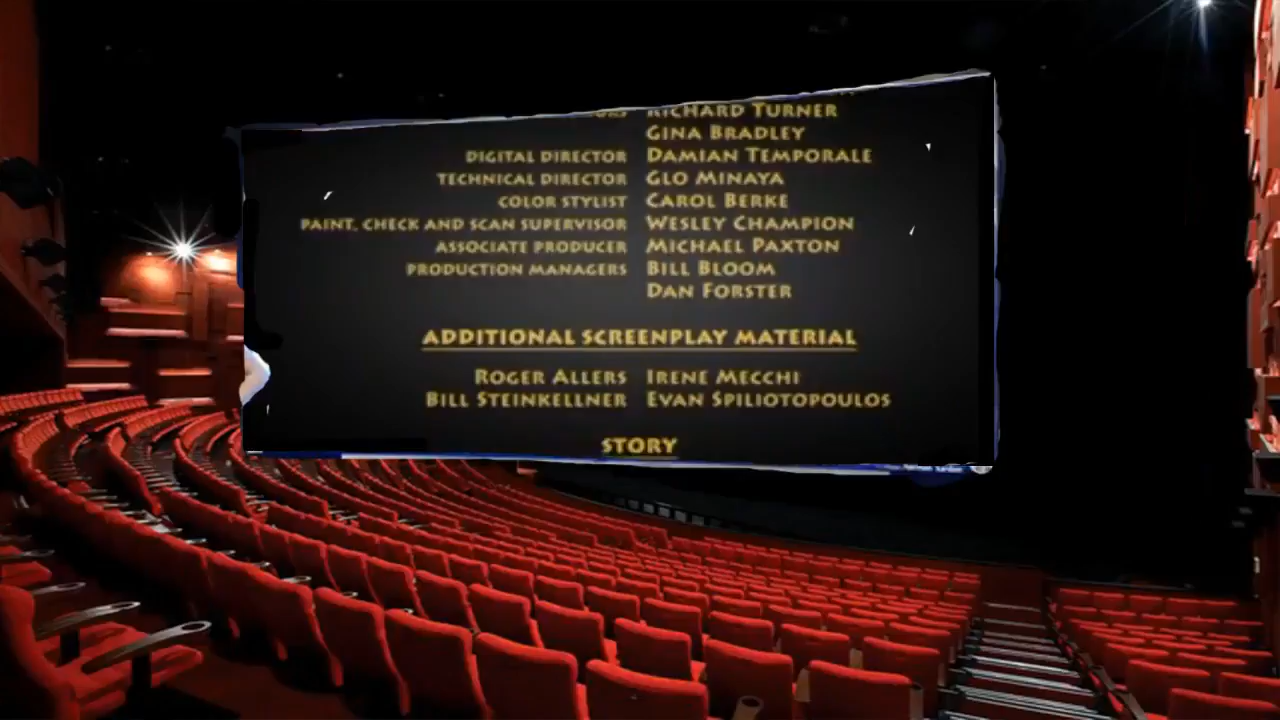 RICHARD TURNER
GINA BRADLEY
DIGITAL DIRECTOR DAMIAN TEMPORALE
TECHNICAL DIRECTOR GLO MINAYA
COLOR STYLIST CAROL BERKE
PAINT, CHECK AND SCAN SUPERVISOR WESLEY CHAMPION
ASSOCIATE PRODUCER MICHAEL PAXTON
PRODUCTION MANAGERS BILL BLOOM
DAN FORSTER
ADDITIONAL SCREENPLAY MATERIAL
ROGER ALLERS IRENE MECCHI
BILL STEINKELLNER EVAN SPILIOTOPOULOS
STORY